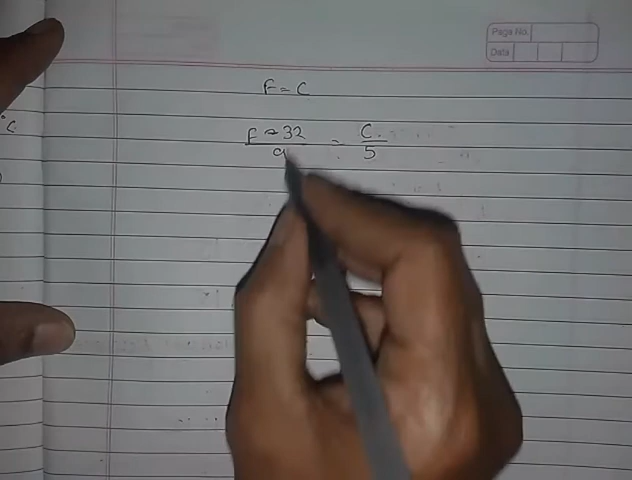 Page No.
Date
F = C
°C
F - 32 / 9 = C / 5